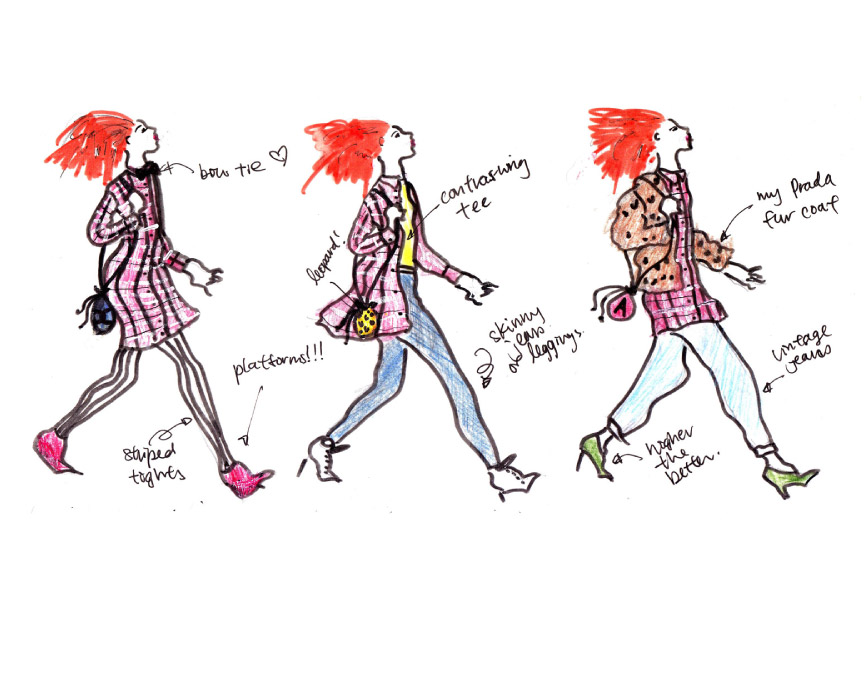 bow tie
platforms!!!
striped
tights
contrasting
tee
leopard!
skinny
jeans
or leggings.
my Prada
fur coat
vintage
jeans
higher
the
better.